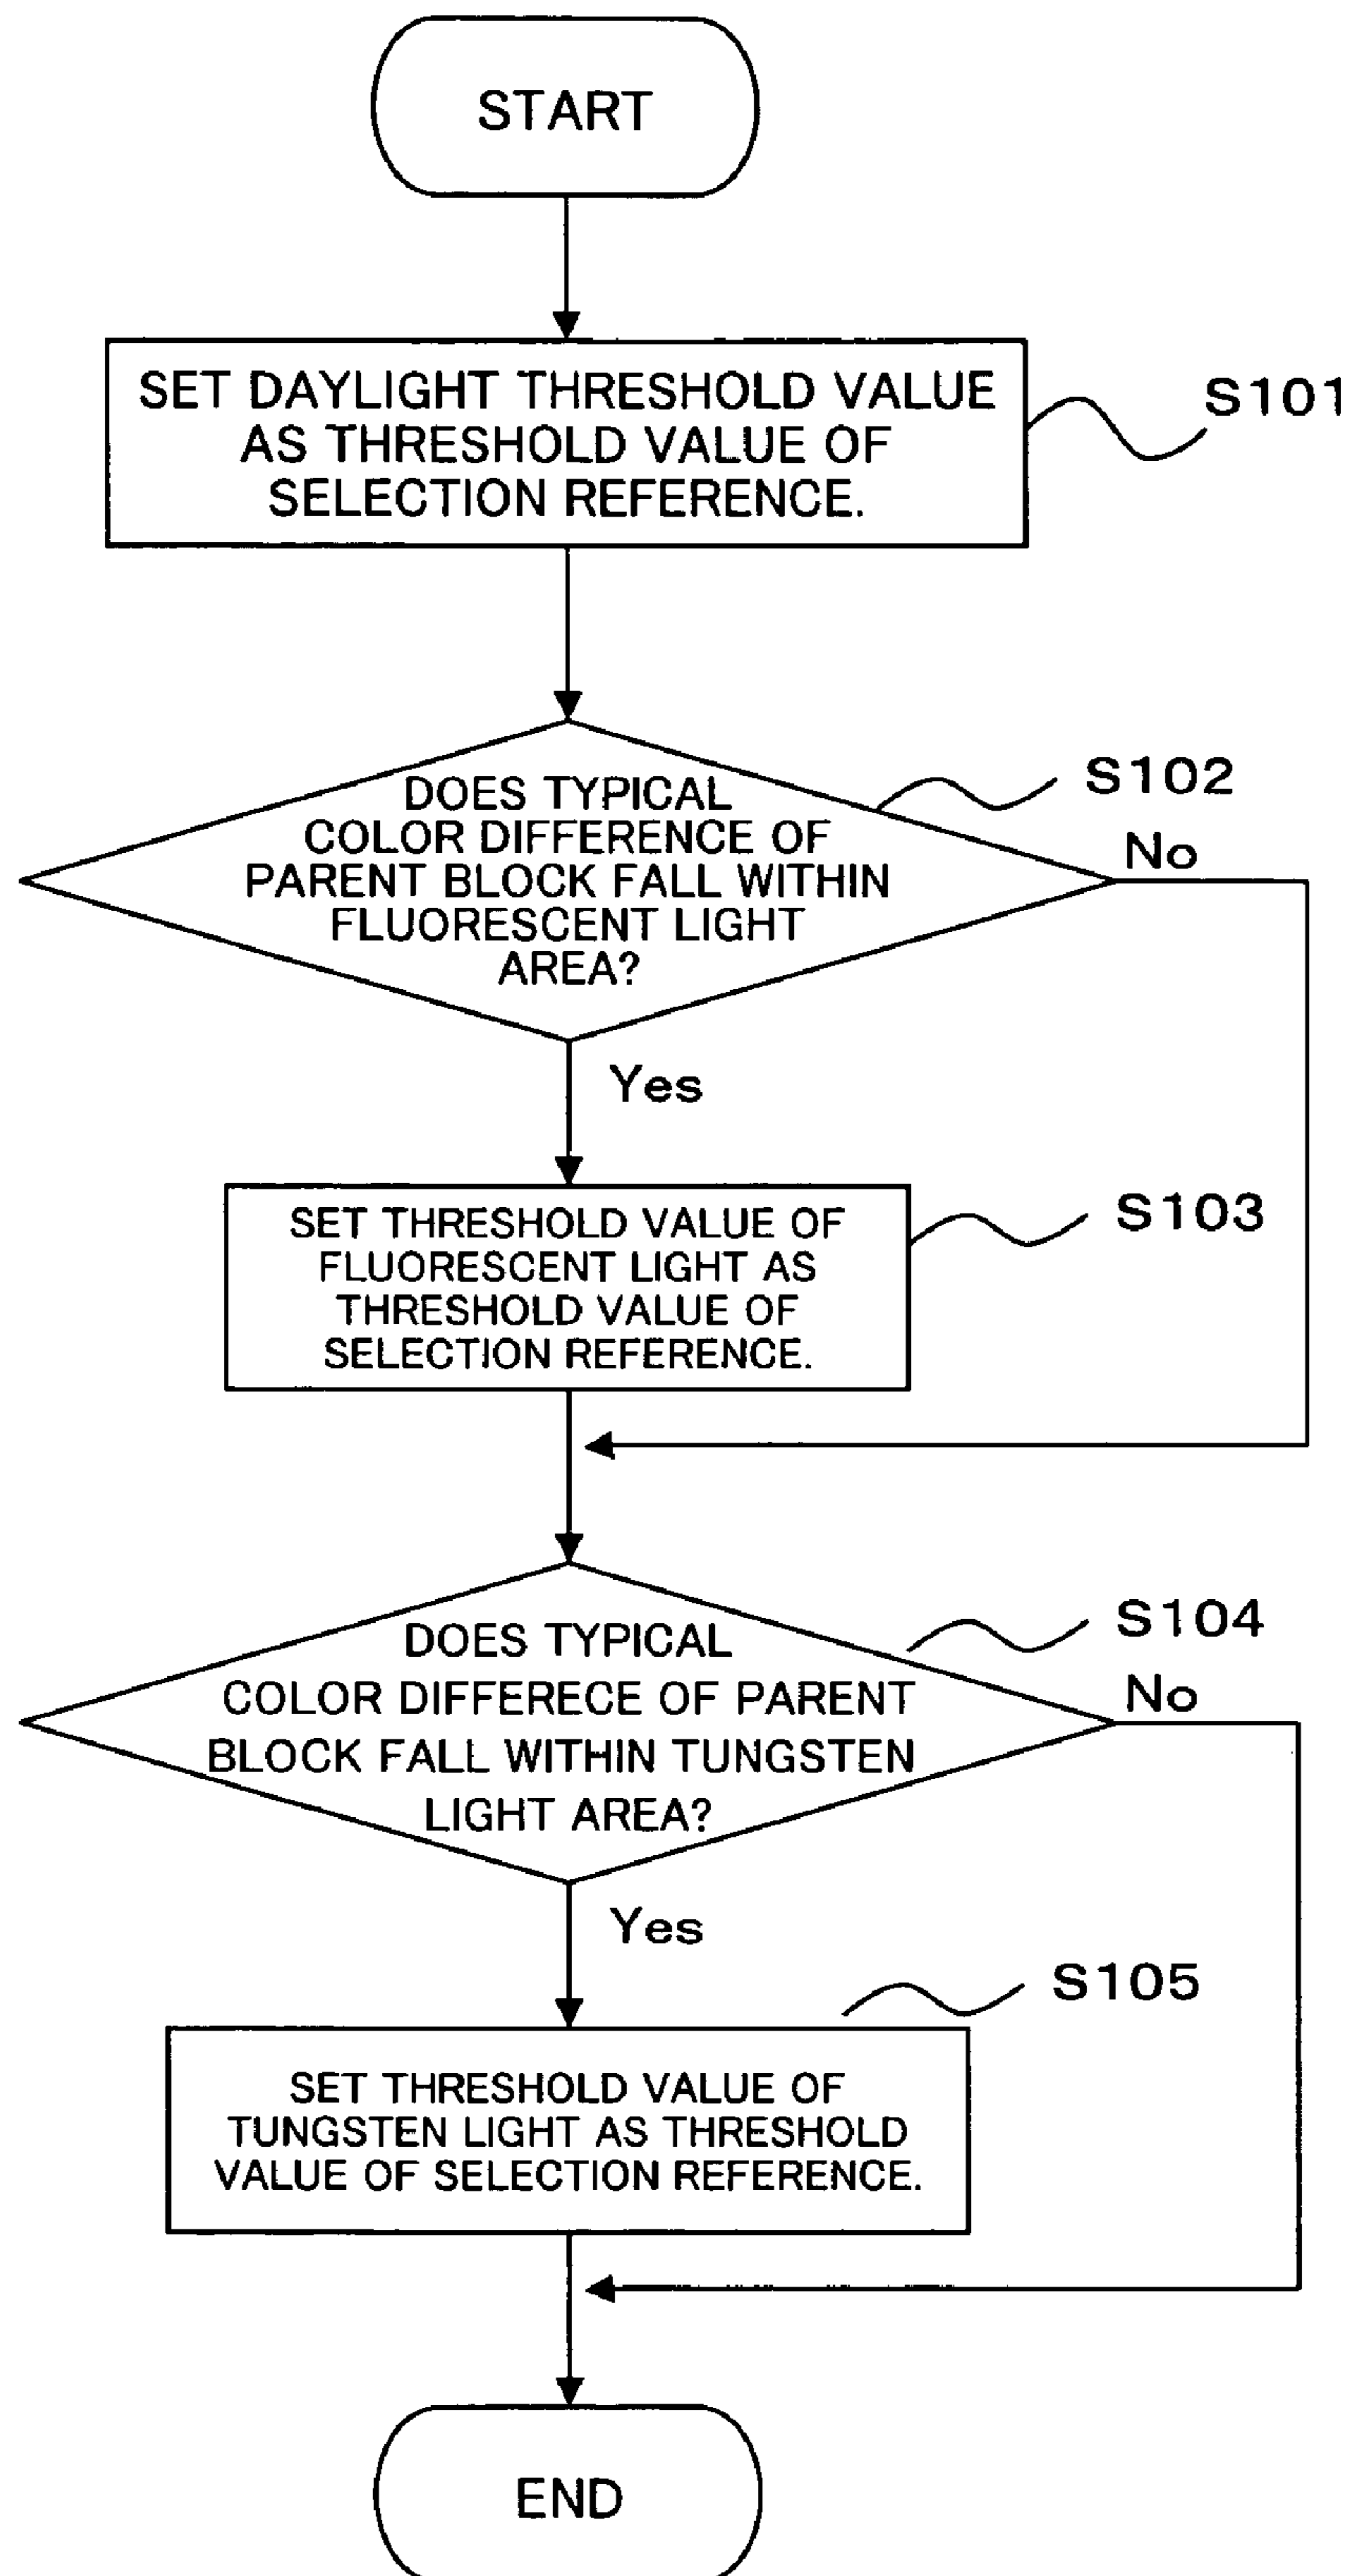 START
SET DAYLIGHT THRESHOLD VALUE
AS THRESHOLD VALUE OF
SELECTION REFERENCE.
S101
DOES TYPICAL
COLOR DIFFERENCE OF
PARENT BLOCK FALL WITHIN
FLUORESCENT LIGHT
AREA?
S102
No
Yes
SET THRESHOLD VALUE OF
FLUORESCENT LIGHT AS
THRESHOLD VALUE OF
SELECTION REFERENCE.
S103
DOES TYPICAL
COLOR DIFFERECE OF PARENT
BLOCK FALL WITHIN TUNGSTEN
LIGHT AREA?
S104
No
Yes
S105
SET THRESHOLD VALUE OF
TUNGSTEN LIGHT AS THRESHOLD
VALUE OF SELECTION REFERENCE.
END